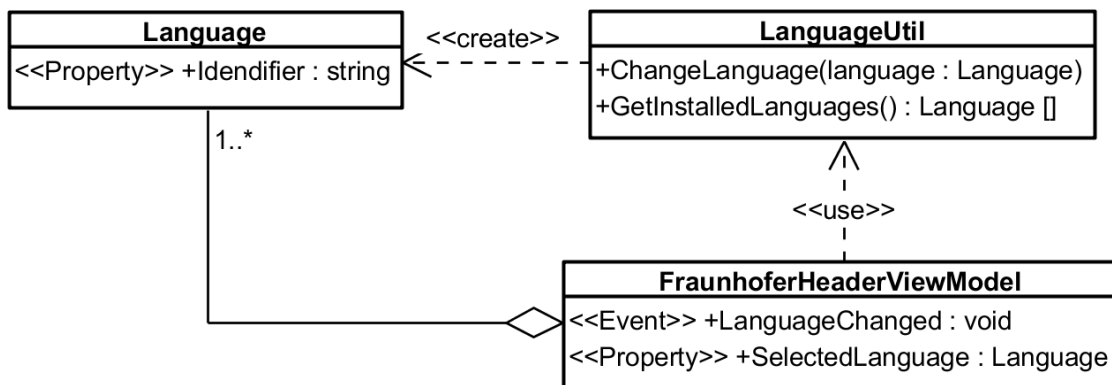 Language
<<Property>> +Idendifier : string
<<create>>
LanguageUtil
+ChangeLanguage(language : Language)
+GetInstalledLanguages() : Language []
1..*
<<use>>
FraunhoferHeaderViewModel
<<Event>> +LanguageChanged : void
<<Property>> +SelectedLanguage : Language